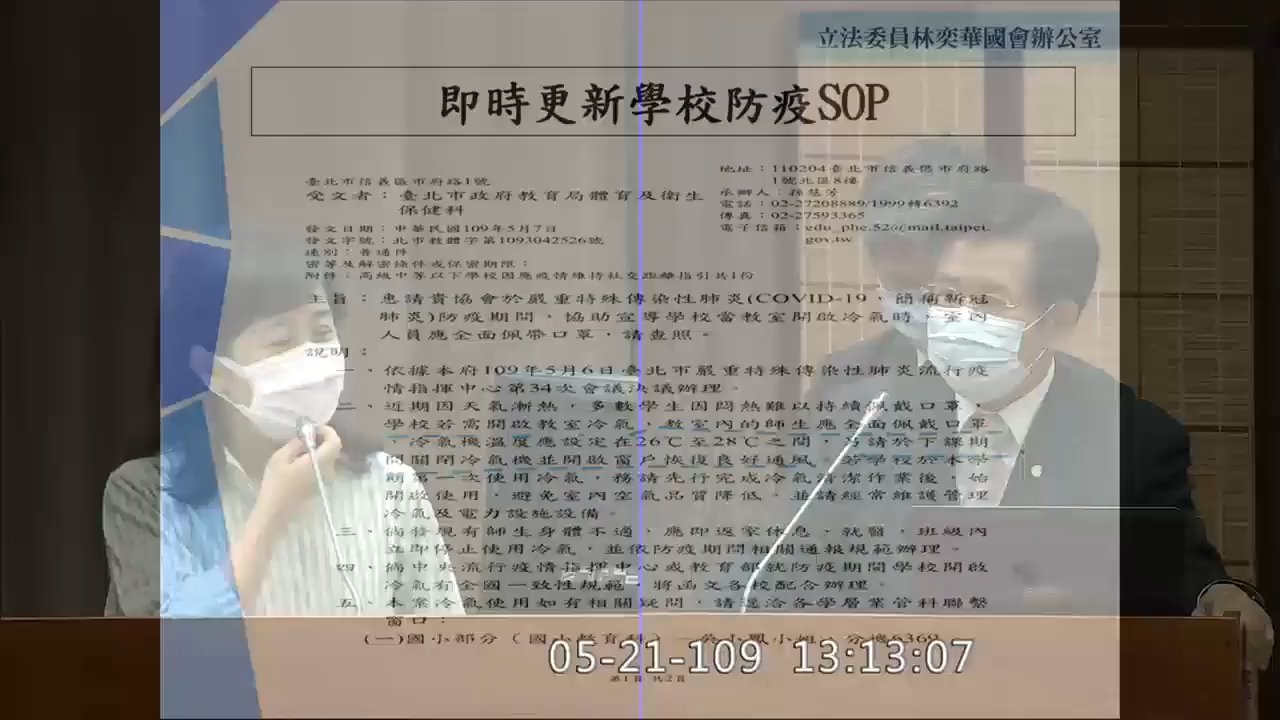 立法委員林奕華國會辦公室
即時更新學校防疫SOP
地址：110204臺北市信義區市府路
1號北區8樓
電話：02-27208889/1999轉6392
傳真：02-27593365
電子信箱：edu_phe.52@mail.taipei.
gov.tw
臺北市信義區市府路1號
受文者：臺北市政府教育局體育及衛生
保健科
發文日期：中華民國109年5月7日
發文字號：北市教體字第1093042526號
速別：普通件
密等及解密條件或保密期限：
附件：高級中等以下學校因應疫情維持社交距離指引共1份
主旨：惠請貴協會於嚴重特殊傳染性肺炎(COVID-19，簡稱新冠
肺炎)防疫期間，協助宣導學校當教室開啟冷氣時，室內
人員應全面佩帶口罩，請查照。
說明：
一、依據本府109年5月6日臺北市嚴重特殊傳染性肺炎流行疫
情指揮中心第34次會議決議辦理。
二、近期因天氣漸熱，多數學生因悶熱難以持續佩戴口罩，
學校若需開啟教室冷氣，教室內的師生應全面佩戴口罩
，冷氣機溫度應設定在26℃至28℃之間，另請於下課期
間關閉冷氣機並開啟窗戶恢復良好通風。若學校於本學
期第一次使用冷氣，務請先行完成冷氣清潔作業後，始
開啟使用，避免室內空氣品質降低，並請經常維護管理
冷氣及電力設施設備。
三、倘發現有師生身體不適，應即返家休息、就醫，班級內
立即停止使用冷氣，並依防疫期間相關通報規範辦理。
四、倘中央流行疫情指揮中心或教育部就防疫期間學校開啟
冷氣有全國一致性規範，將函文各校配合辦理。
五、本案冷氣使用如有相關疑問，請逕洽各學層業管科聯繫
窗口：
(一)國小部分（國小教育科）
05-21-109 13:13:07
第1頁 共2頁